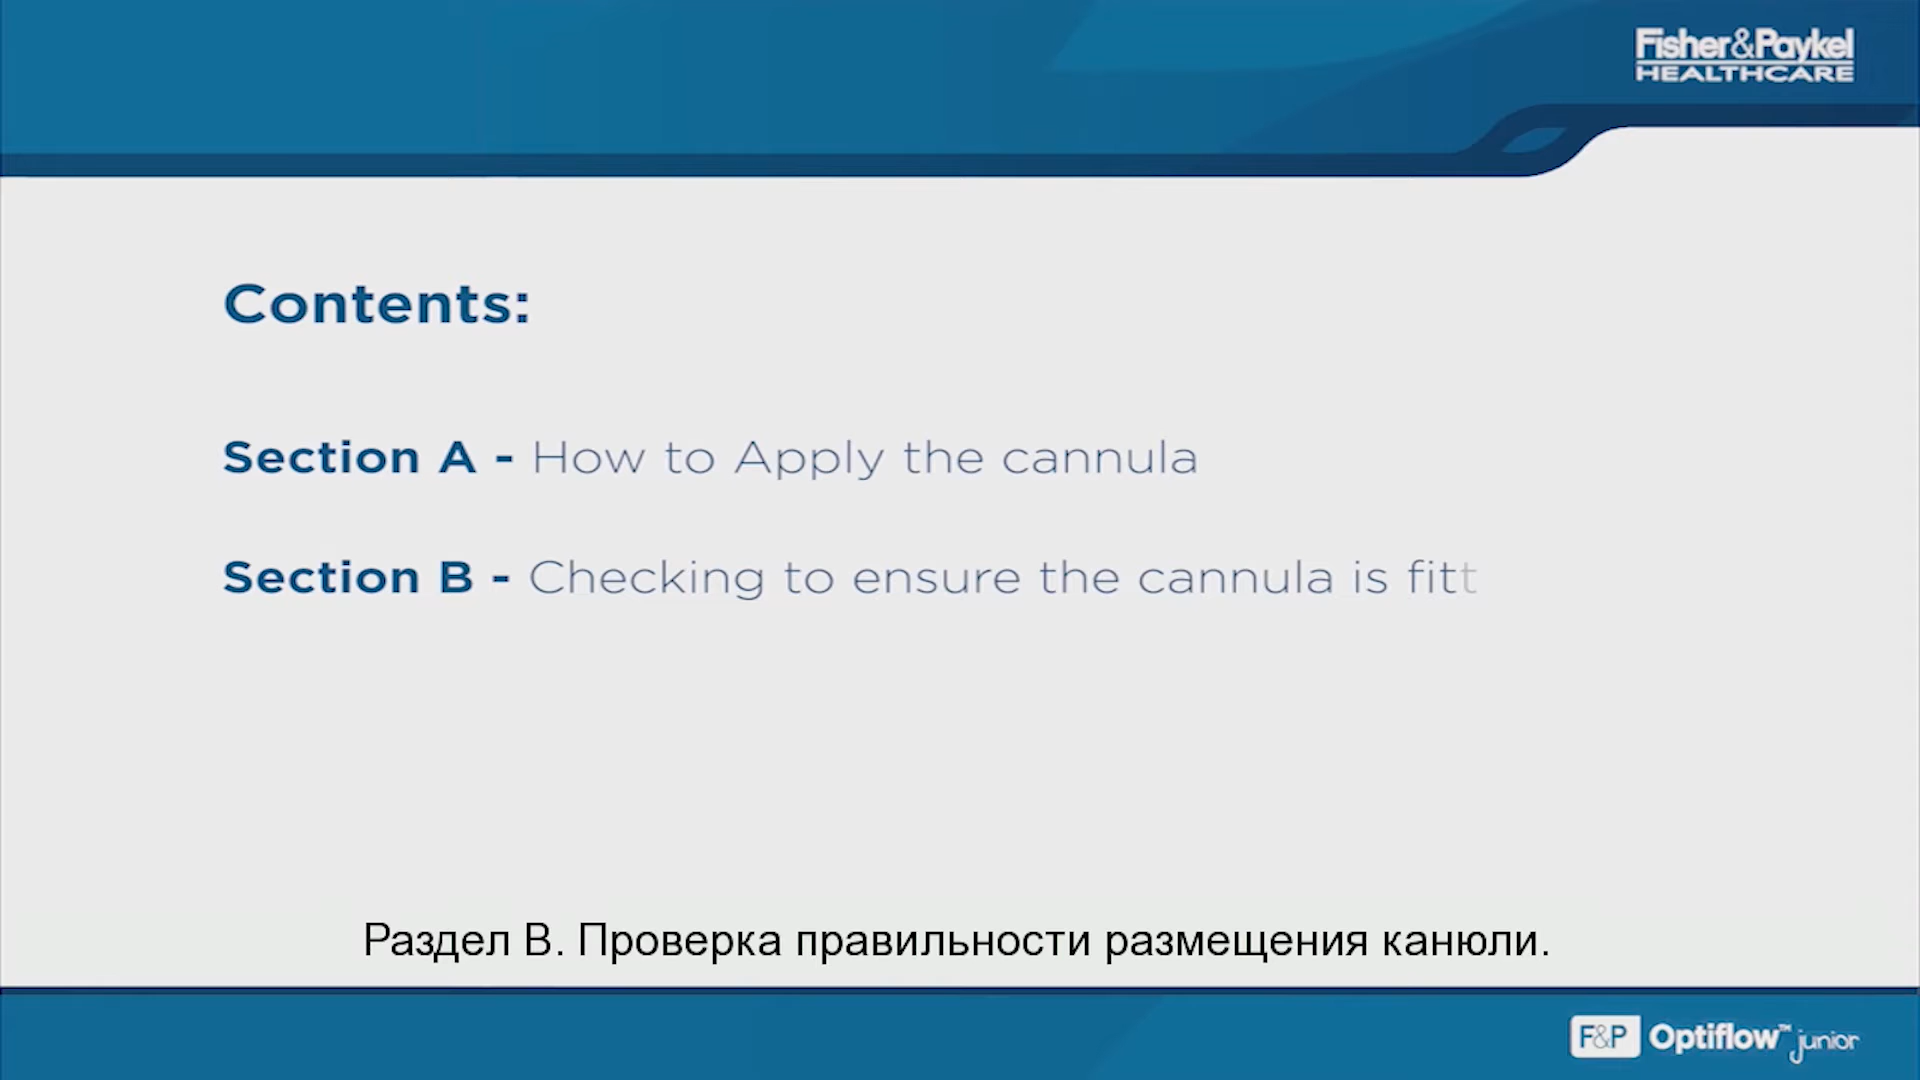 Fisher&Paykel
HEALTHCARE
Contents:
Section A - How to Apply the cannula
Section B - Checking to ensure the cannula is fitt
Раздел B. Проверка правильности размещения канюли.
F&P Optiflow™ junior